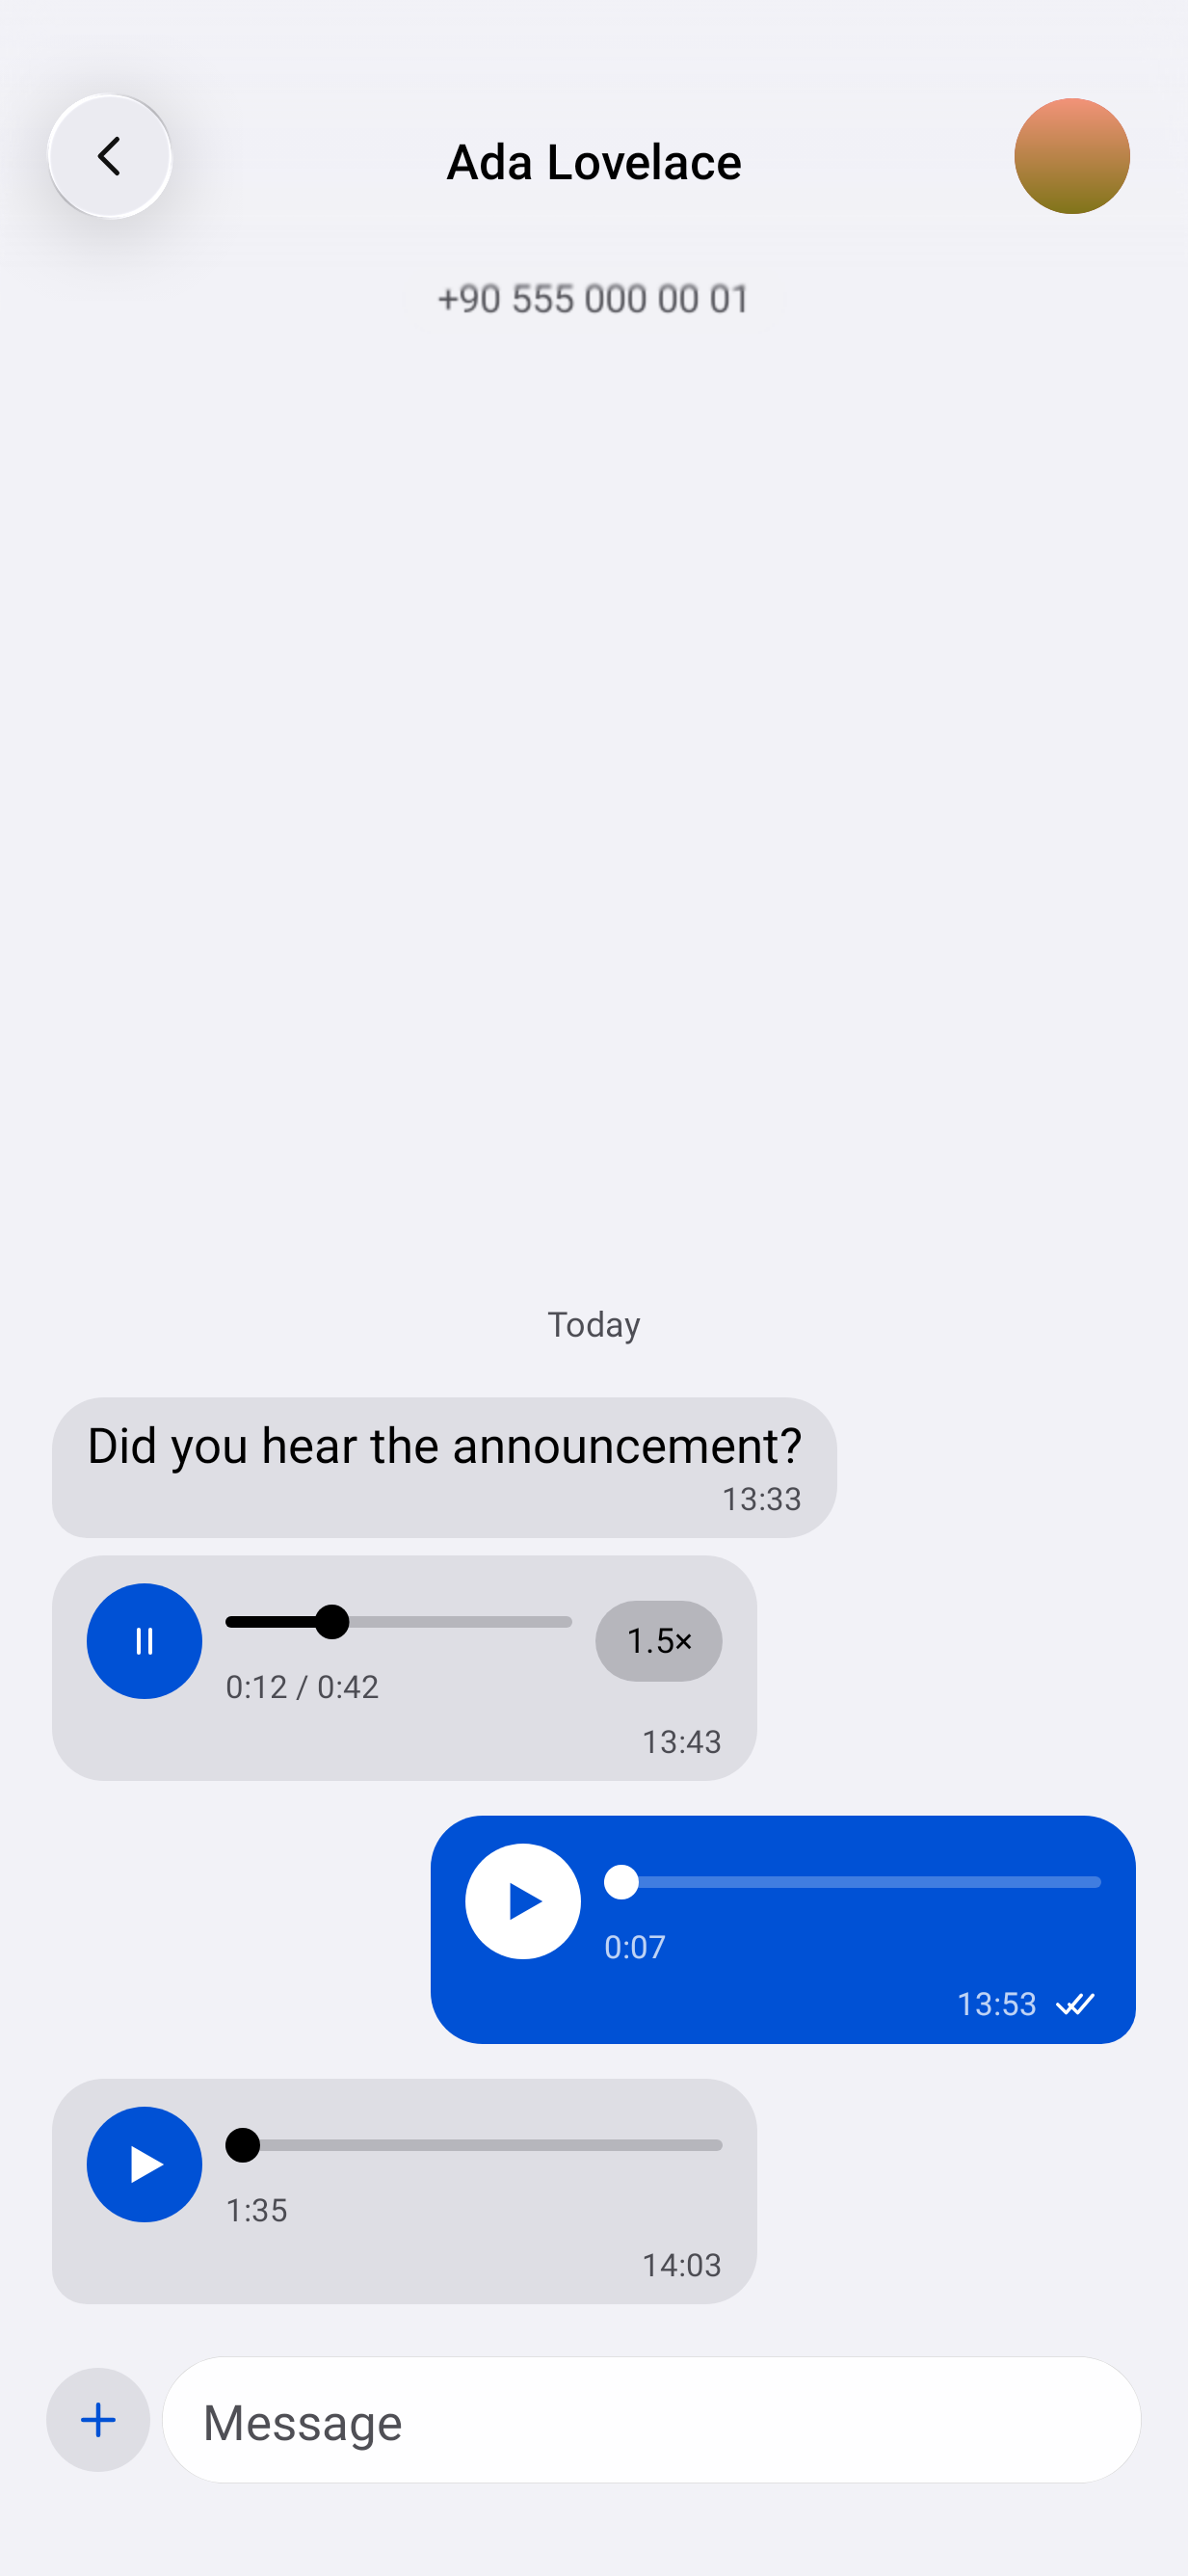 Ada Lovelace
+90 555 000 00 01
Today
Did you hear the announcement?
13:33
1.5×
0:12 / 0:42
13:43
0:07
13:53
1:35
14:03
Message